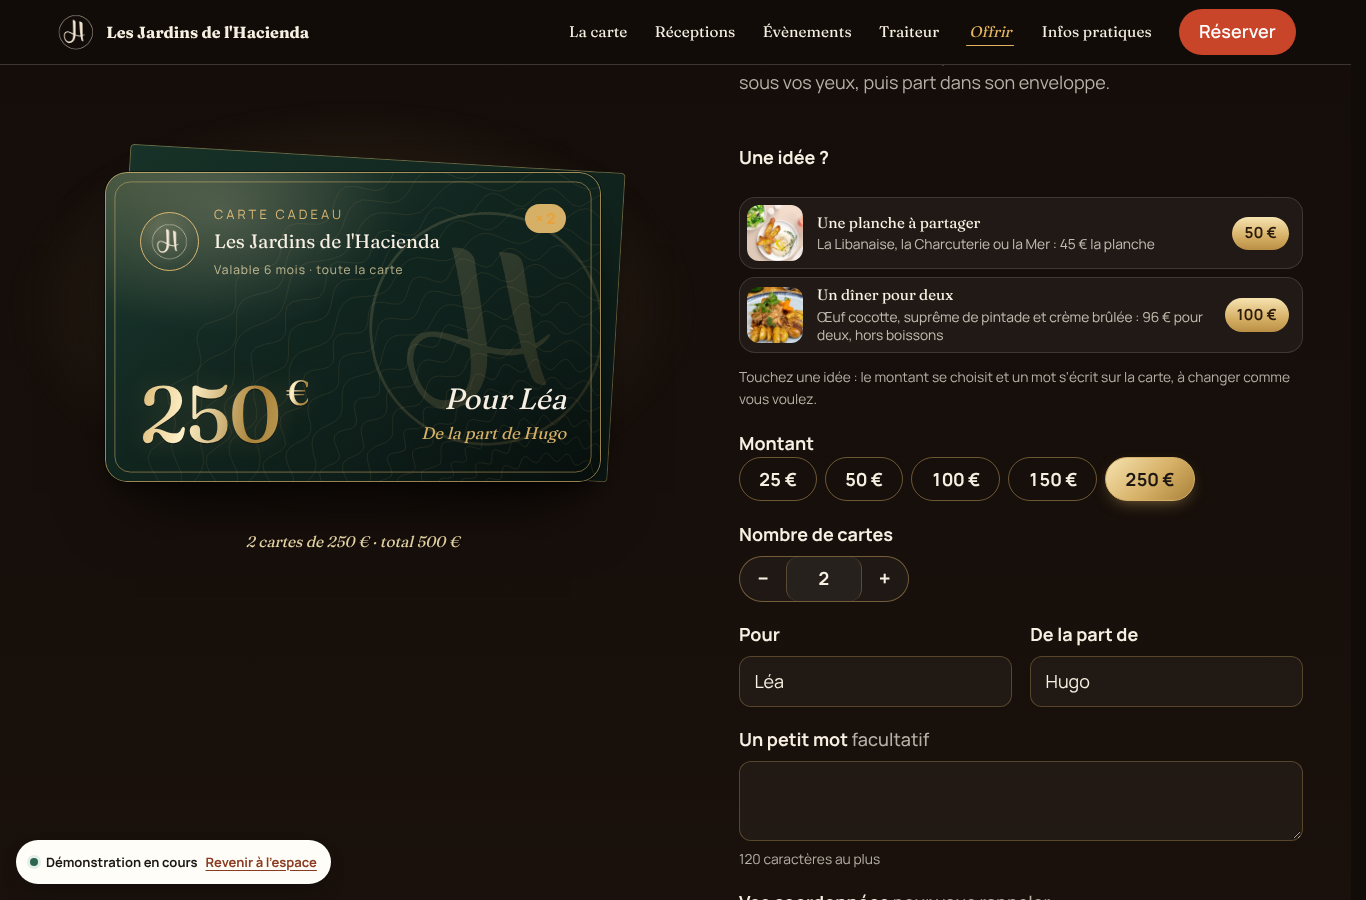 Les Jardins de l'Hacienda
La carte
Réceptions
Évènements
Traiteur
Offrir
Infos pratiques
Réserver
sous vos yeux, puis part dans son enveloppe.
CARTE CADEAU
Les Jardins de l'Hacienda
Valable 6 mois · toute la carte
× 2
250 €
Pour Léa
De la part de Hugo
2 cartes de 250 € · total 500 €
Une idée ?
Une planche à partager
La Libanaise, la Charcuterie ou la Mer : 45 € la planche
50 €
Un dîner pour deux
Œuf cocotte, suprême de pintade et crème brûlée : 96 € pour
deux, hors boissons
100 €
Touchez une idée : le montant se choisit et un mot s'écrit sur la carte, à changer comme
vous voulez.
Montant
25 €
50 €
100 €
150 €
250 €
Nombre de cartes
− 2 +
Pour
De la part de
Léa
Hugo
Un petit mot facultatif
120 caractères au plus
Démonstration en cours Revenir à l'espace
Vos coordonnées pour vous rappeler